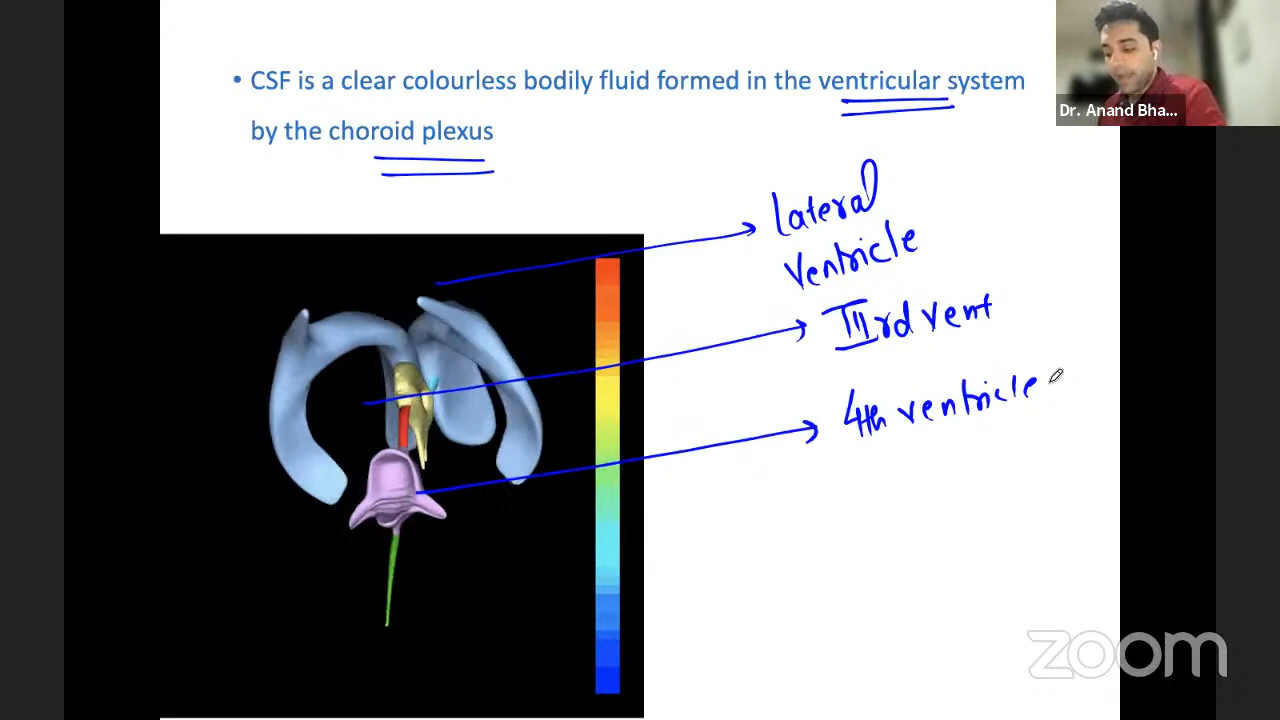 • CSF is a clear colourless bodily fluid formed in the ventricular system
by the choroid plexus
Dr. Anand Bha...
Lateral
Ventricle
IIIrd vent
4th ventricle
zoom